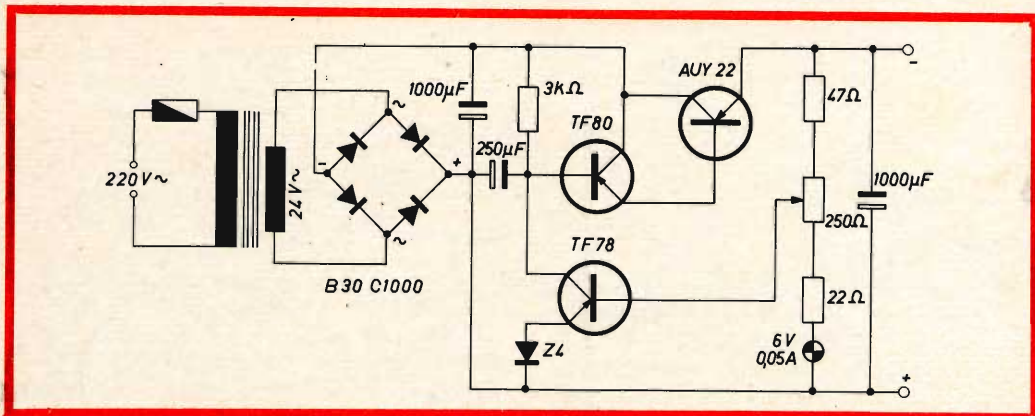 220V~
24V~
-
~
+
~
B30 C1000
1000µF
250µF
3kΩ
TF80
TF78
Z4
AUY 22
47Ω
250Ω
22Ω
6V
0,05A
1000µF
-
+